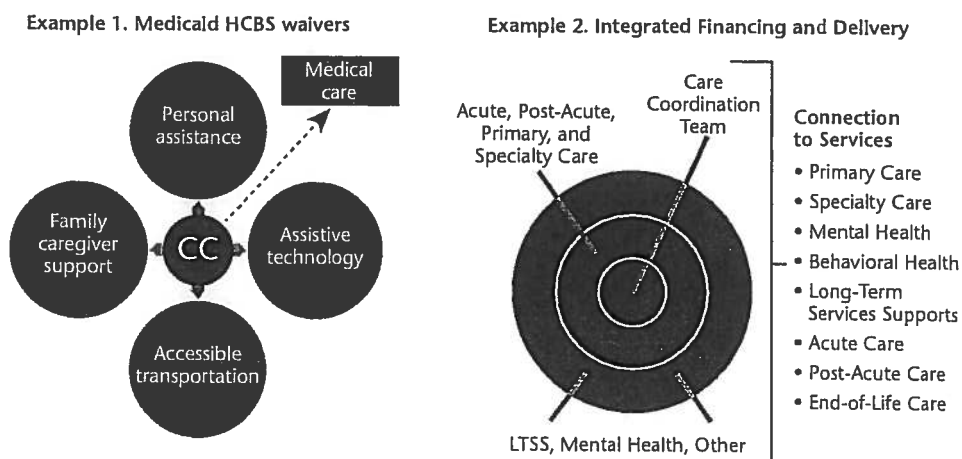 Example 1. Medicaid HCBS waivers
Medical
care
Personal
assistance
Family
caregiver
support
CC
Assistive
technology
Accessible
transportation
Example 2. Integrated Financing and Delivery
Care
Coordination
Team
Acute, Post-Acute,
Primary, and
Specialty Care
LTSS, Mental Health, Other
Connection
to Services
• Primary Care
• Specialty Care
• Mental Health
• Behavioral Health
• Long-Term
Services Supports
• Acute Care
• Post-Acute Care
• End-of-Life Care